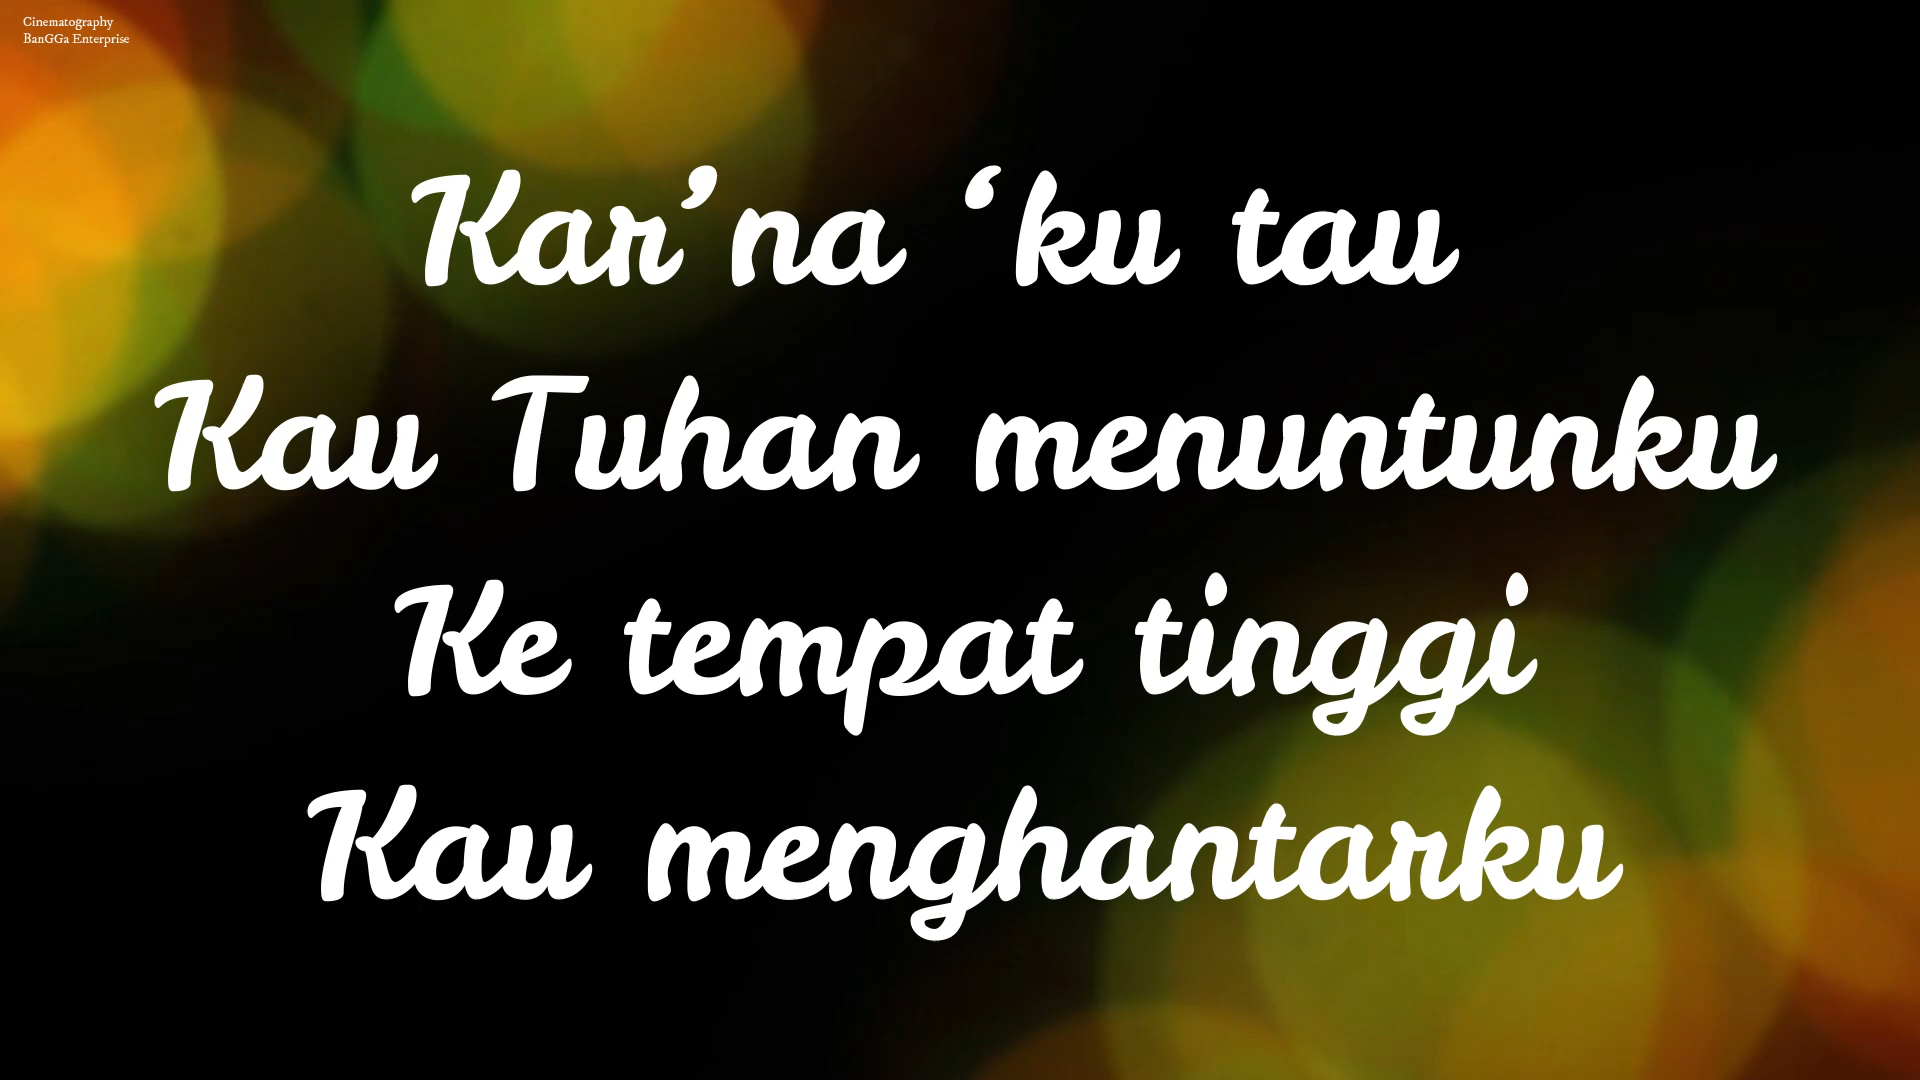 Cinematography
BanGGa Enterprise
Kar’na ‘ku tau
Kau Tuhan menuntunku
Ke tempat tinggi
Kau menghantarku